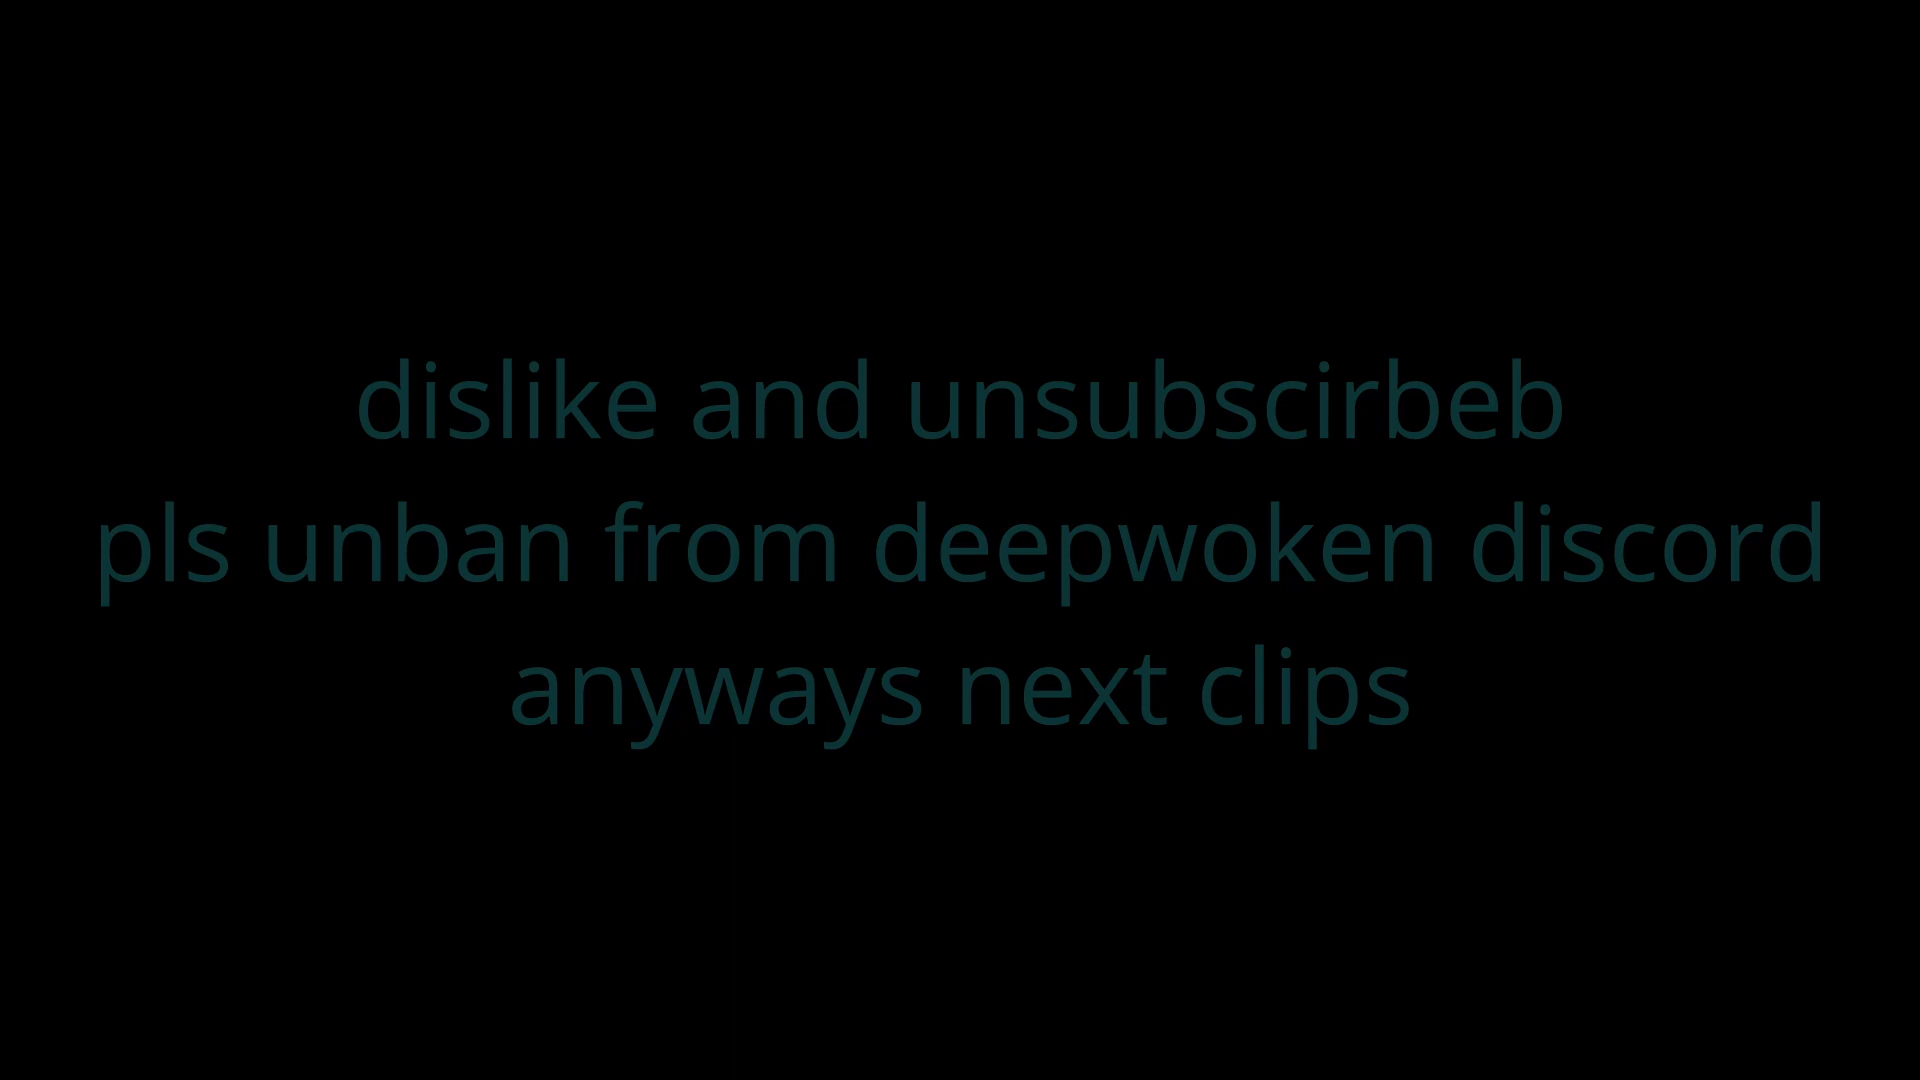 dislike and unsubscirbeb
pls unban from deepwoken discord
anyways next clips